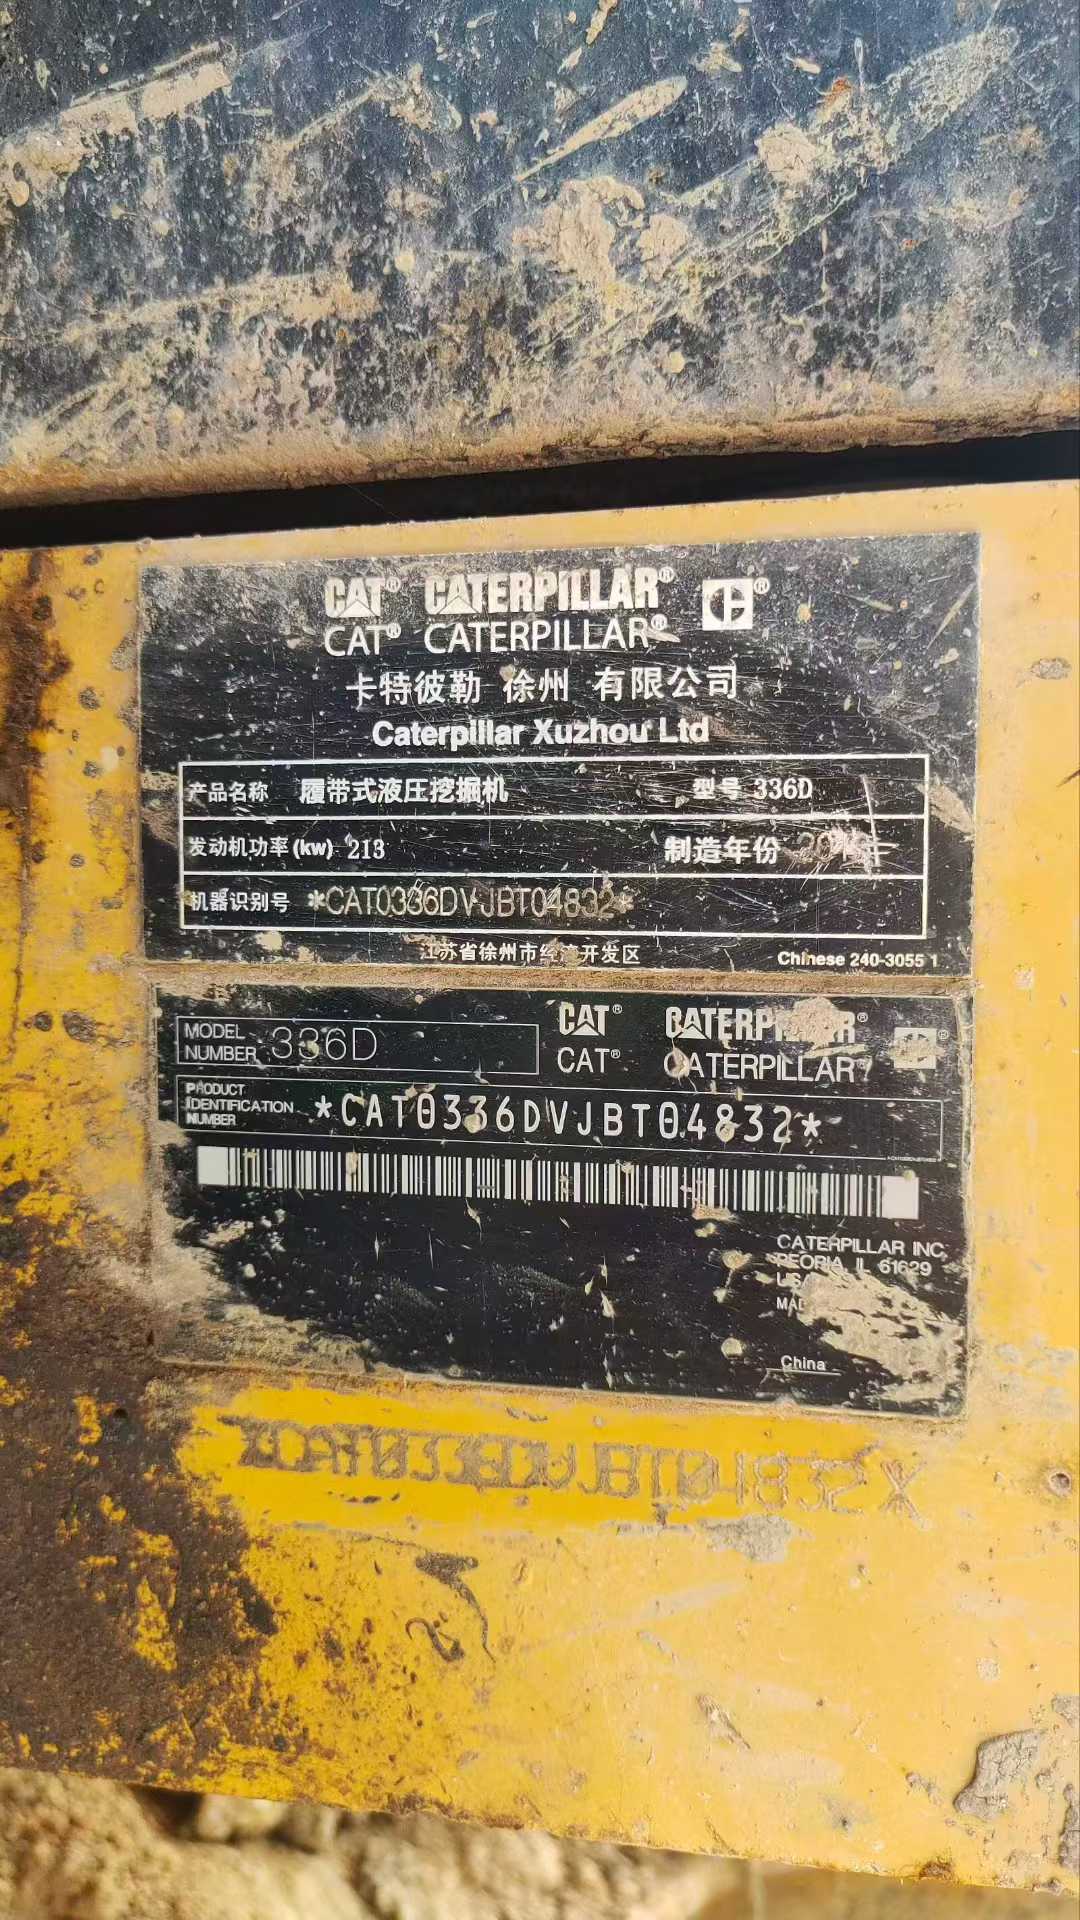 CAT® CATERPILLAR® ®
CAT® CATERPILLAR®
卡特彼勒 徐州 有限公司
Caterpillar Xuzhou Ltd
产品名称 履带式液压挖掘机 型号 336D
发动机功率(kw) 213 制造年份
机器识别号 *CAT0336DVJBT04832*
江苏省徐州市经济开发区 Chinese 240-3055 1
MODEL NUMBER 336D CAT® CATERPILLAR®
CAT® CATERPILLAR
PRODUCT IDENTIFICATION NUMBER *CAT0336DVJBT04832*
CATERPILLAR INC.
PEORIA, IL 61629
USA
China
JBT04832